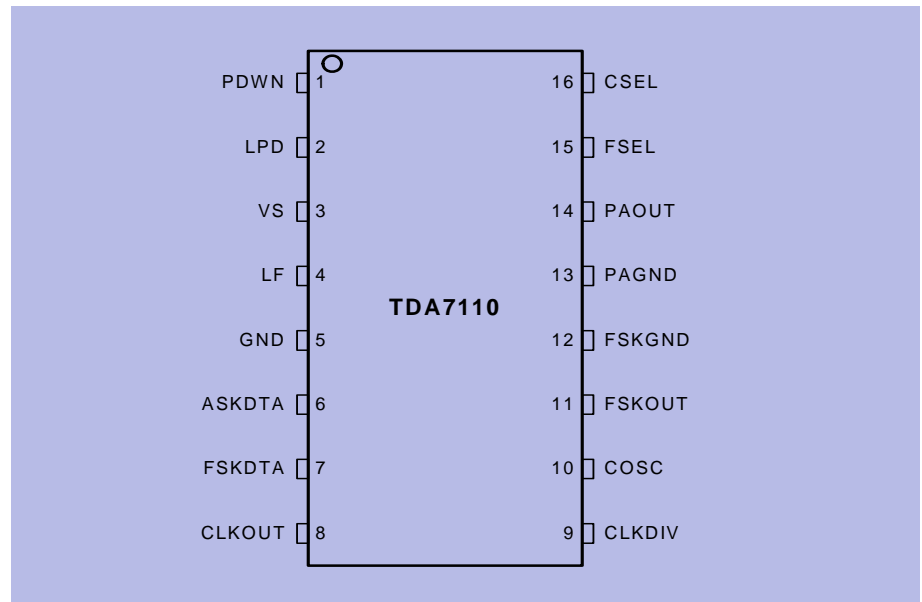 PDWN 1 16 CSEL
LPD 2 15 FSEL
VS 3 14 PAOUT
LF 4 13 PAGND
TDA7110
GND 5 12 FSKGND
ASKDTA 6 11 FSKOUT
FSKDTA 7 10 COSC
CLKOUT 8 9 CLKDIV